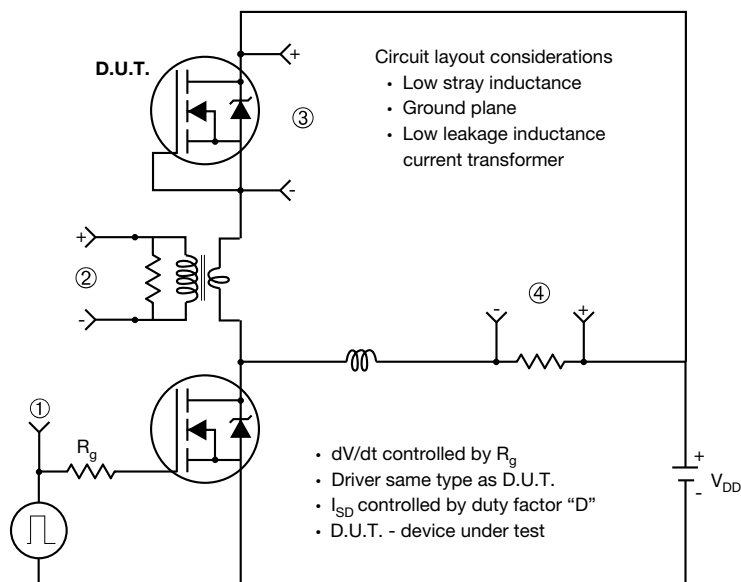 D.U.T.
+
-
③
Circuit layout considerations
• Low stray inductance
• Ground plane
• Low leakage inductance
current transformer
+
②
-
④
-
+
①
Rg
• dV/dt controlled by Rg
• Driver same type as D.U.T.
• ISD controlled by duty factor “D”
• D.U.T. - device under test
+
-
VDD